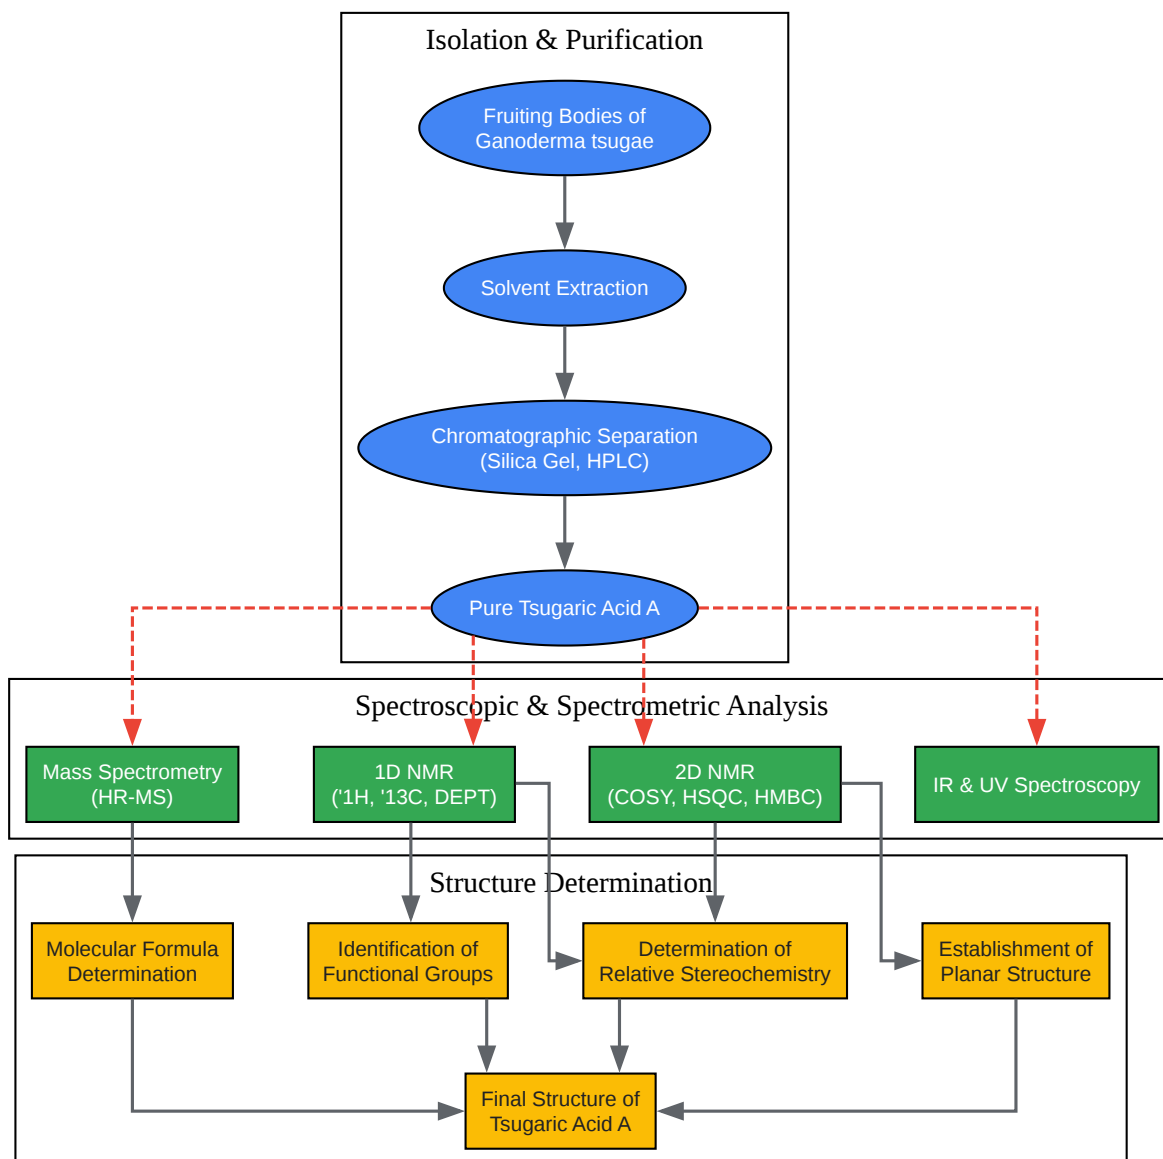 Isolation & Purification
Fruiting Bodies of
Ganoderma tsugae
Solvent Extraction
Chromatographic Separation
(Silica Gel, HPLC)
Pure Tsugaric Acid A
Spectroscopic & Spectrometric Analysis
Mass Spectrometry
(HR-MS)
1D NMR
('1H, '13C, DEPT)
2D NMR
(COSY, HSQC, HMBC)
IR & UV Spectroscopy
Structure Determination
Molecular Formula
Determination
Identification of
Functional Groups
Determination of
Relative Stereochemistry
Establishment of
Planar Structure
Final Structure of
Tsugaric Acid A